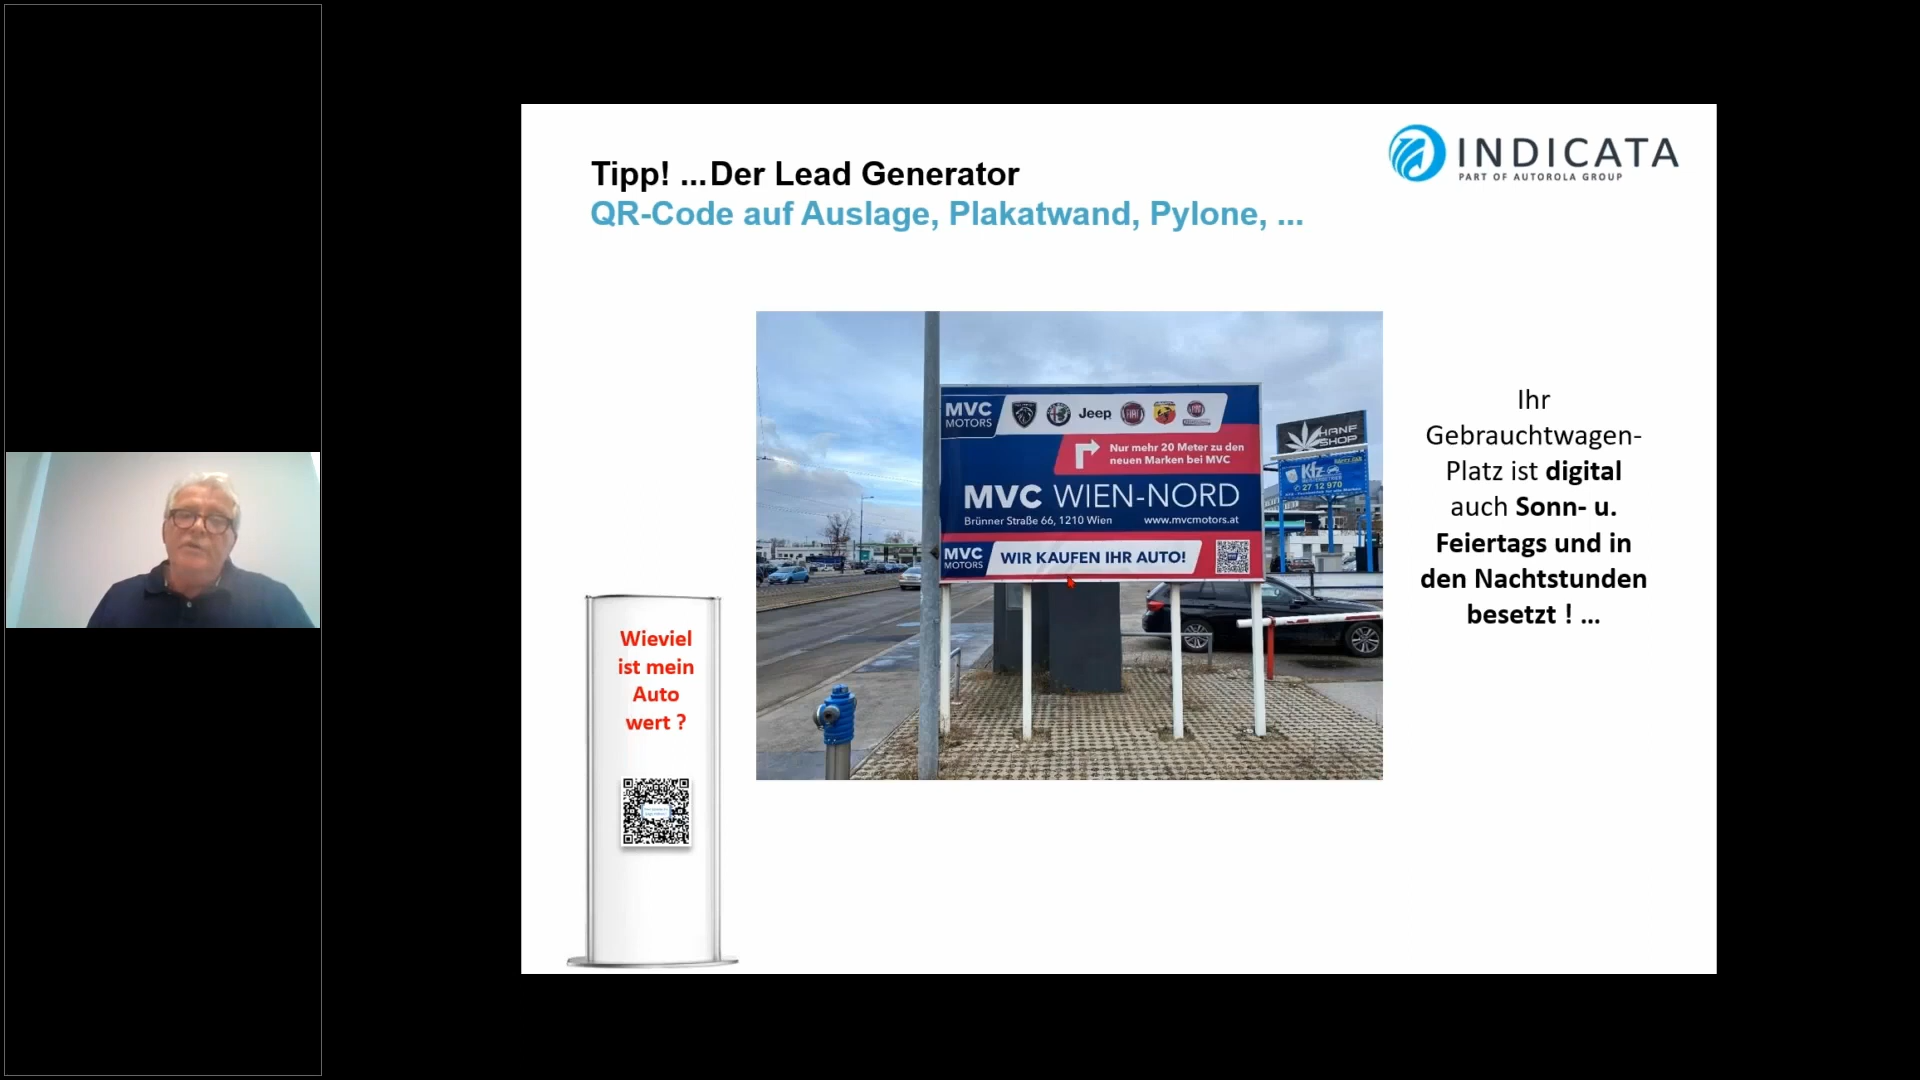 Tipp! ...Der Lead Generator
QR-Code auf Auslage, Plakatwand, Pylone, ...
INDICATA
PART OF AUTOROLA GROUP
MVC
MOTORS
Jeep
FIAT
Nur mehr 20 Meter zu den
neuen Marken bei MVC
MVC WIEN-NORD
Brünner Straße 66, 1210 Wien www.mvcmotors.at
MVC
MOTORS
WIR KAUFEN IHR AUTO!
HANF
SHOP
Kfz
27 12 970
Ihr
Gebrauchtwagen-
Platz ist digital
auch Sonn- u.
Feiertags und in
den Nachtstunden
besetzt ! ...
Wieviel
ist mein
Auto
wert ?